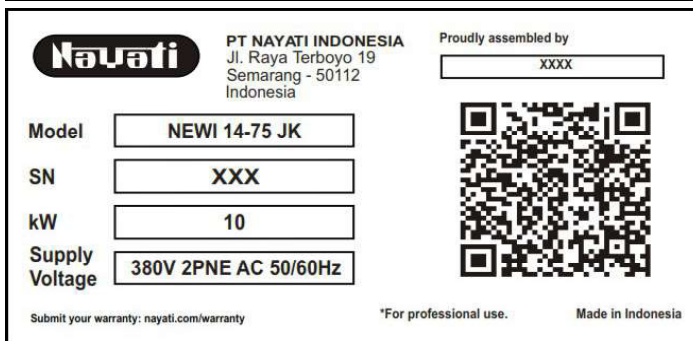 Nayati
PT NAYATI INDONESIA
Jl. Raya Terboyo 19
Semarang - 50112
Indonesia
Proudly assembled by
XXXX
Model NEWI 14-75 JK
SN XXX
kW 10
Supply Voltage 380V 2PNE AC 50/60Hz
Submit your warranty: nayati.com/warranty
*For professional use.
Made in Indonesia